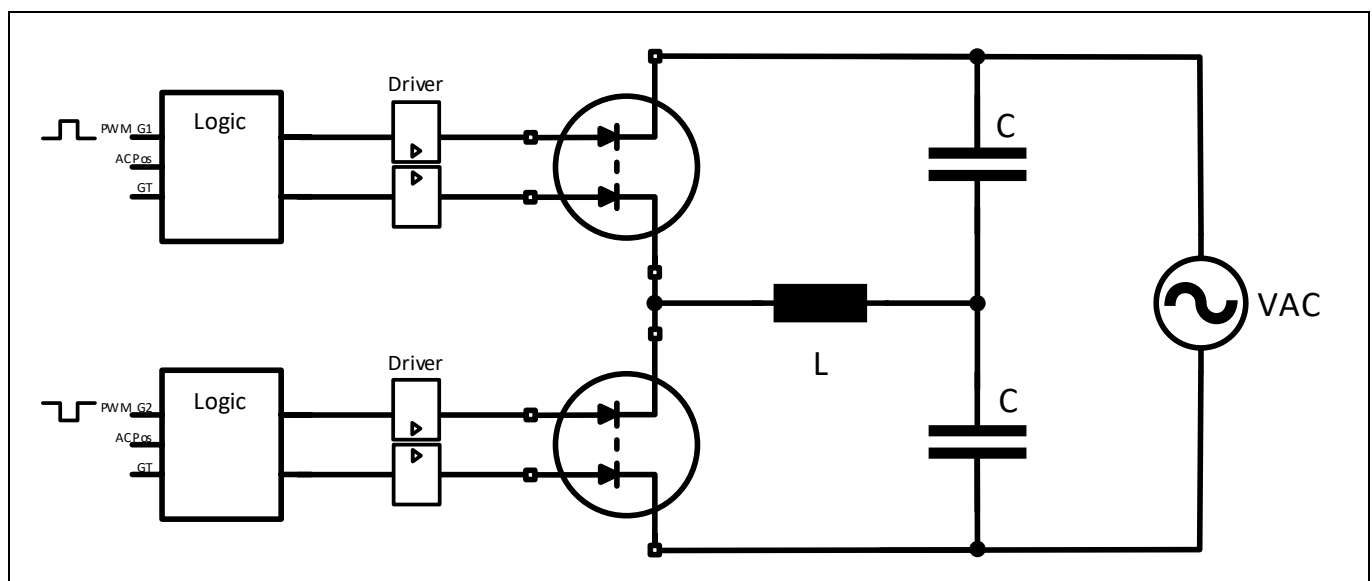 Driver
Logic
PWM_G1
ACPos
GT
C
L
VAC
Driver
Logic
PWM_G2
ACPos
GT
C